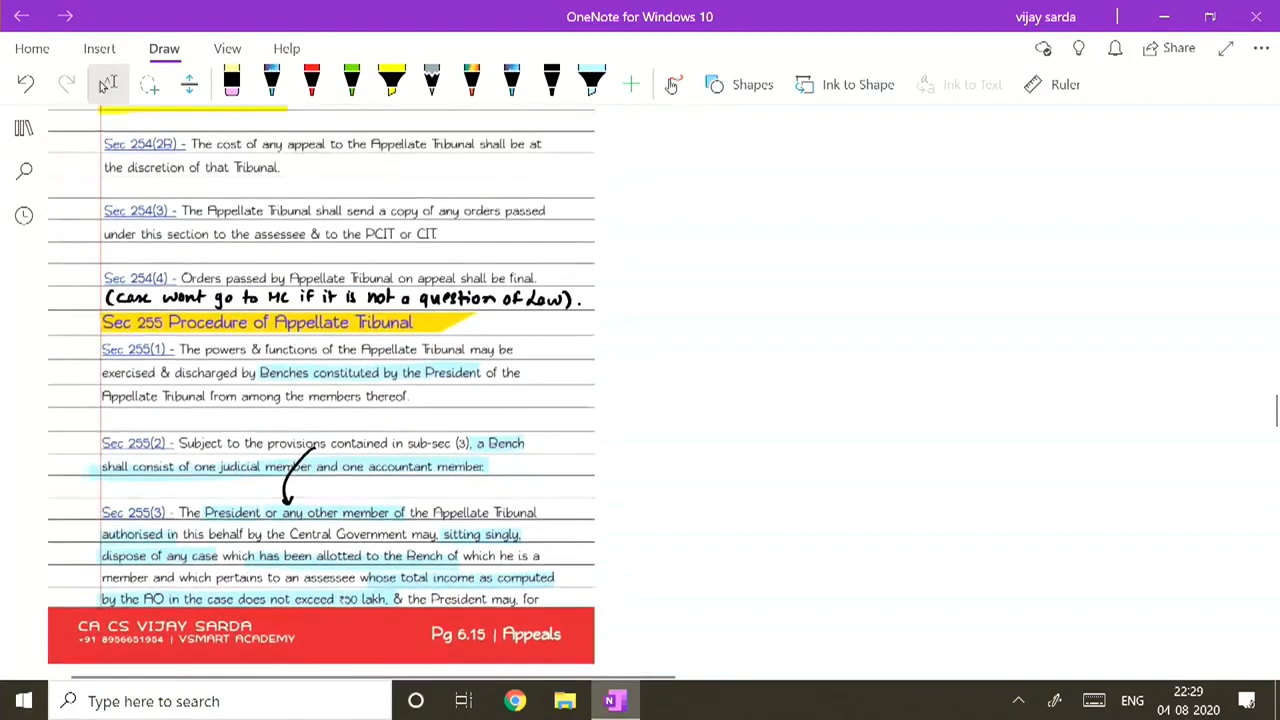 OneNote for Windows 10
vijay sarda
Home Insert Draw View Help
Share
Shapes
Ink to Shape
Ink to Text
Ruler
Sec 254(2B) - The cost of any appeal to the Appellate Tribunal shall be at
the discretion of that Tribunal.
Sec 254(3) - The Appellate Tribunal shall send a copy of any orders passed
under this section to the assessee & to the PCIT or CIT.
Sec 254(4) - Orders passed by Appellate Tribunal on appeal shall be final.
(Case wont go to HC if it is not a question of Law).
Sec 255 Procedure of Appellate Tribunal
Sec 255(1) - The powers & functions of the Appellate Tribunal may be
exercised & discharged by Benches constituted by the President of the
Appellate Tribunal from among the members thereof.
Sec 255(2) - Subject to the provisions contained in sub-sec (3), a Bench
shall consist of one judicial member and one accountant member.
Sec 255(3) - The President or any other member of the Appellate Tribunal
authorised in this behalf by the Central Government may, sitting singly,
dispose of any case which has been allotted to the Bench of which he is a
member and which pertains to an assessee whose total income as computed
by the AO in the case does not exceed ₹50 lakh, & the President may, for
CA CS VIJAY SARDA
+91 8956651954 | VSMART ACADEMY
Pg 6.15 | Appeals
Type here to search
ENG
22:29
04-08-2020